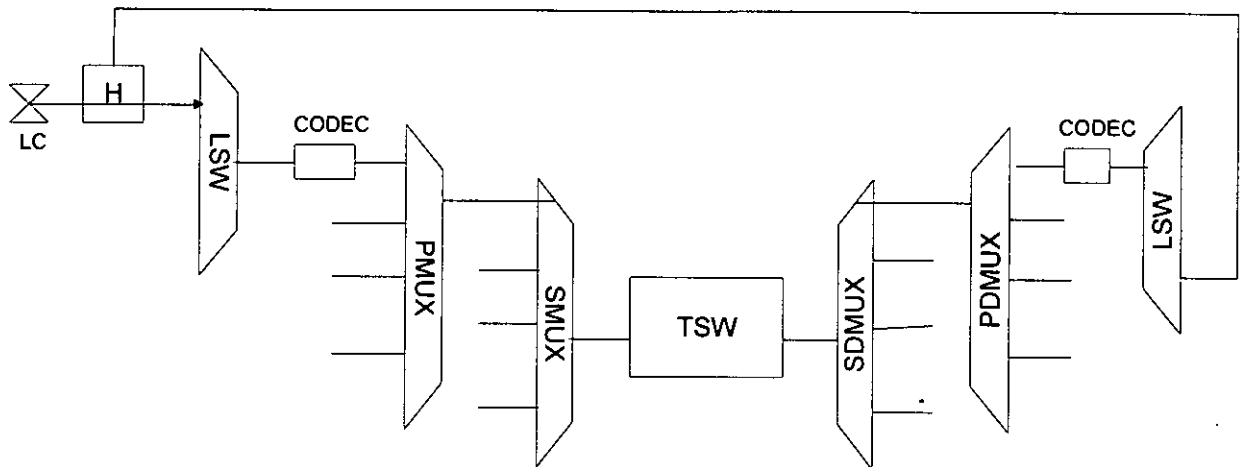 H
LC
LSW
CODEC
PMUX
SMUX
TSW
SDMUX
PDMUX
CODEC
LSW